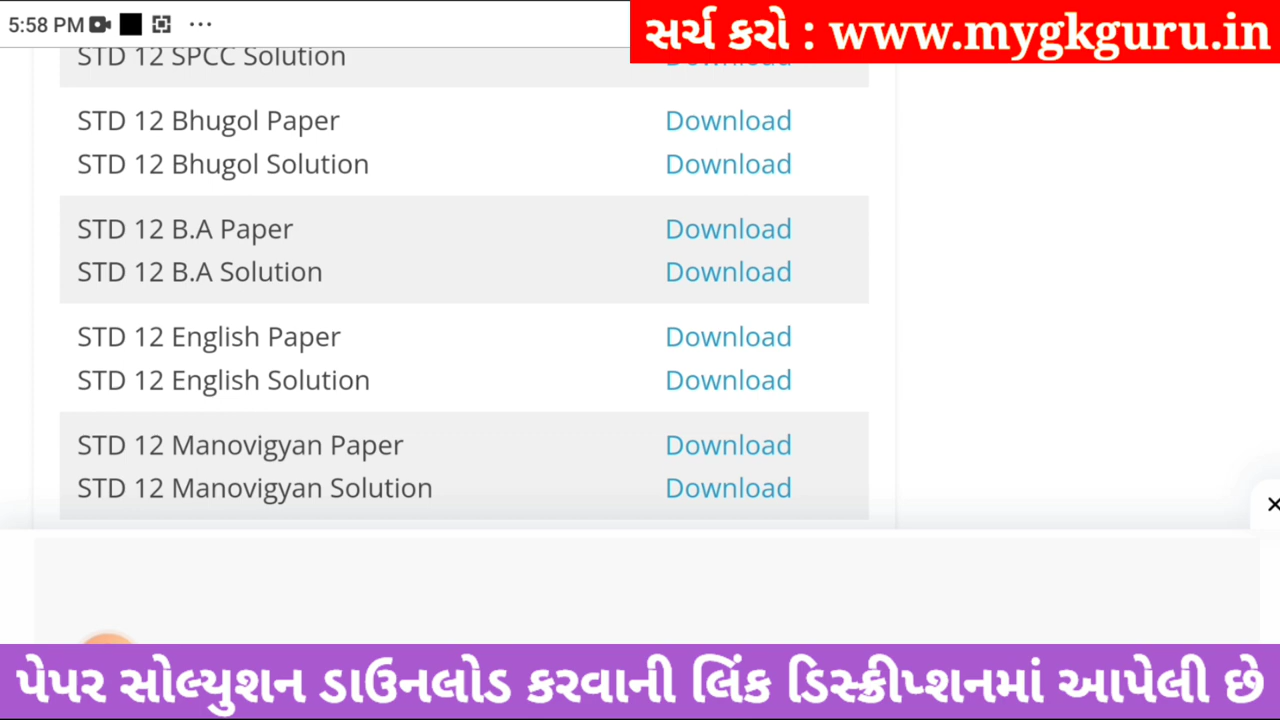 5:58 PM
સર્ચ કરો : www.mygkguru.in
STD 12 SPCC Solution Download
STD 12 Bhugol Paper Download
STD 12 Bhugol Solution Download
STD 12 B.A Paper Download
STD 12 B.A Solution Download
STD 12 English Paper Download
STD 12 English Solution Download
STD 12 Manovigyan Paper Download
STD 12 Manovigyan Solution Download
પેપર સોલ્યુશન ડાઉનલોડ કરવાની લિંક ડિસ્ક્રીપ્શનમાં આપેલી છે